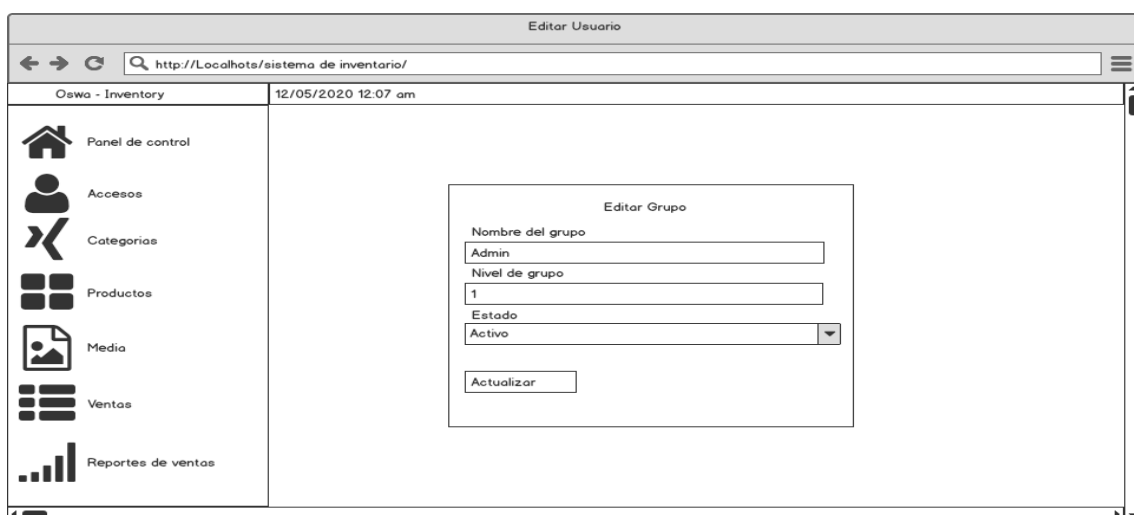 Editar Usuario
http://Localhots/sistema de inventario/
Oswa - Inventory
12/05/2020 12:07 am
Panel de control
Accesos
Categorias
Productos
Media
Ventas
Reportes de ventas
Editar Grupo
Nombre del grupo
Admin
Nivel de grupo
1
Estado
Activo
Actualizar